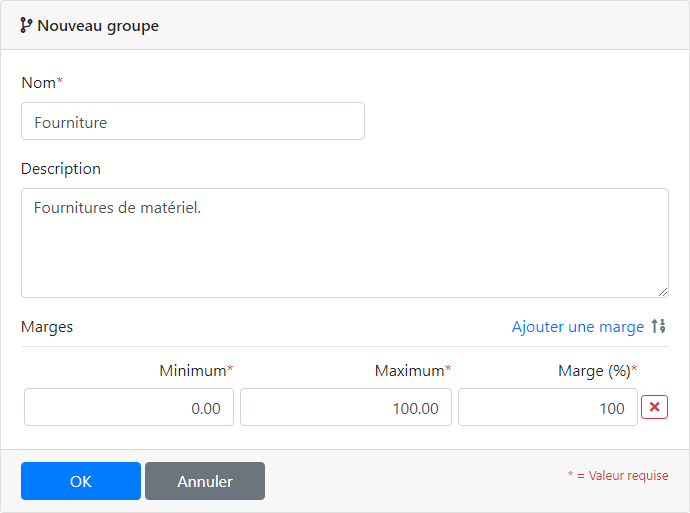 Nouveau groupe
Nom*
Fourniture
Description
Fournitures de matériel.
Marges Ajouter une marge
Minimum* Maximum* Marge (%)*
0.00 100.00 100
OK Annuler * = Valeur requise